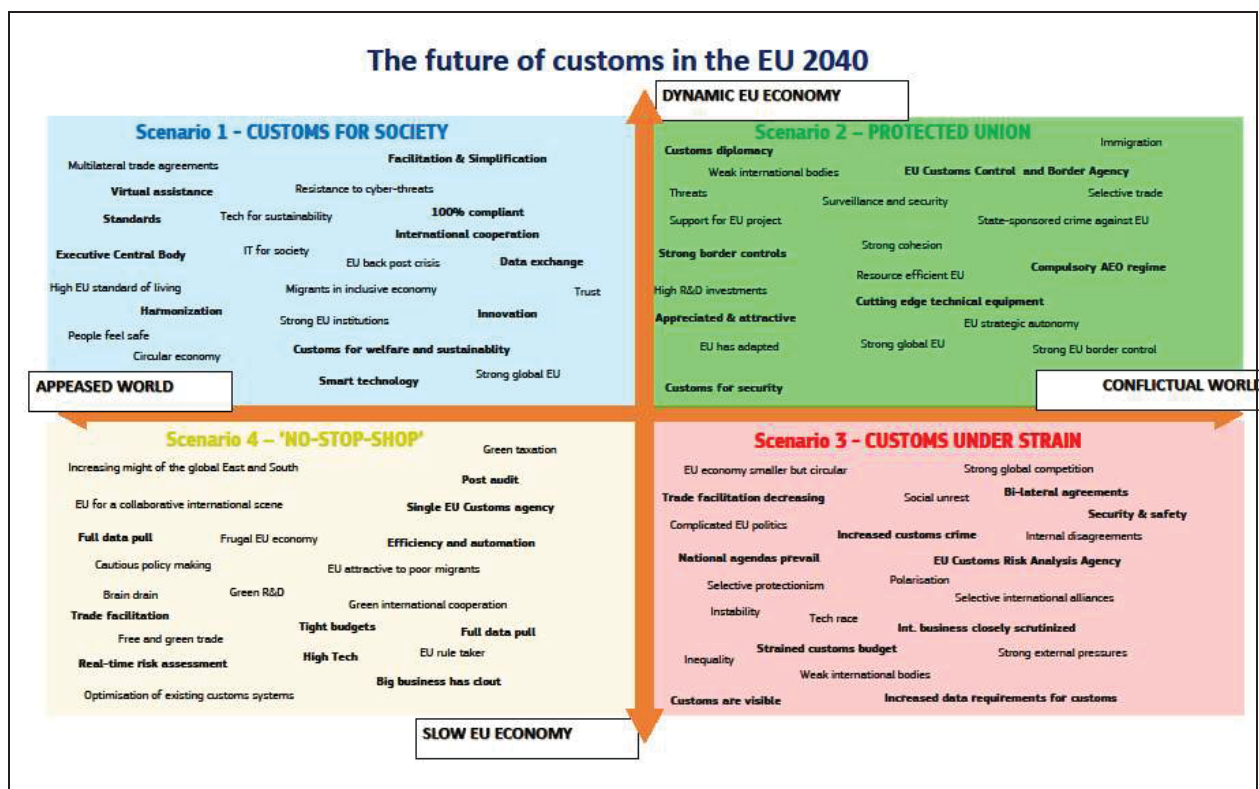 The future of customs in the EU 2040
DYNAMIC EU ECONOMY
Scenario 1 - CUSTOMS FOR SOCIETY
Facilitation & Simplification
Multilateral trade agreements
Virtual assistance
Resistance to cyber-threats
Standards
Tech for sustainability
100% compliant
International cooperation
Executive Central Body
IT for society
EU back post crisis
Data exchange
High EU standard of living
Migrants in inclusive economy
Trust
Harmonization
Strong EU institutions
Innovation
People feel safe
Circular economy
Customs for welfare and sustainablity
Smart technology
Strong global EU
APPEASED WORLD
Scenario 2 – PROTECTED UNION
Immigration
Customs diplomacy
Weak international bodies
EU Customs Control and Border Agency
Threats
Surveillance and security
Selective trade
Support for EU project
State-sponsored crime against EU
Strong border controls
Strong cohesion
Resource efficient EU
Compulsory AEO regime
High R&D investments
Cutting edge technical equipment
Appreciated & attractive
EU strategic autonomy
EU has adapted
Strong global EU
Strong EU border control
Customs for security
CONFLICTUAL WORLD
Scenario 4 – 'NO-STOP-SHOP'
Green taxation
Increasing might of the global East and South
Post audit
EU for a collaborative international scene
Single EU Customs agency
Full data pull
Frugal EU economy
Efficiency and automation
Cautious policy making
EU attractive to poor migrants
Brain drain
Green R&D
Green international cooperation
Trade facilitation
Tight budgets
Full data pull
Free and green trade
Real-time risk assessment
High Tech
EU rule taker
Big business has clout
Optimisation of existing customs systems
Scenario 3 - CUSTOMS UNDER STRAIN
EU economy smaller but circular
Strong global competition
Trade facilitation decreasing
Social unrest
Bi-lateral agreements
Security & safety
Complicated EU politics
Increased customs crime
Internal disagreements
National agendas prevail
EU Customs Risk Analysis Agency
Selective protectionism
Polarisation
Selective international alliances
Instability
Tech race
Int. business closely scrutinized
Strained customs budget
Inequality
Strong external pressures
Weak international bodies
Customs are visible
Increased data requirements for customs
SLOW EU ECONOMY